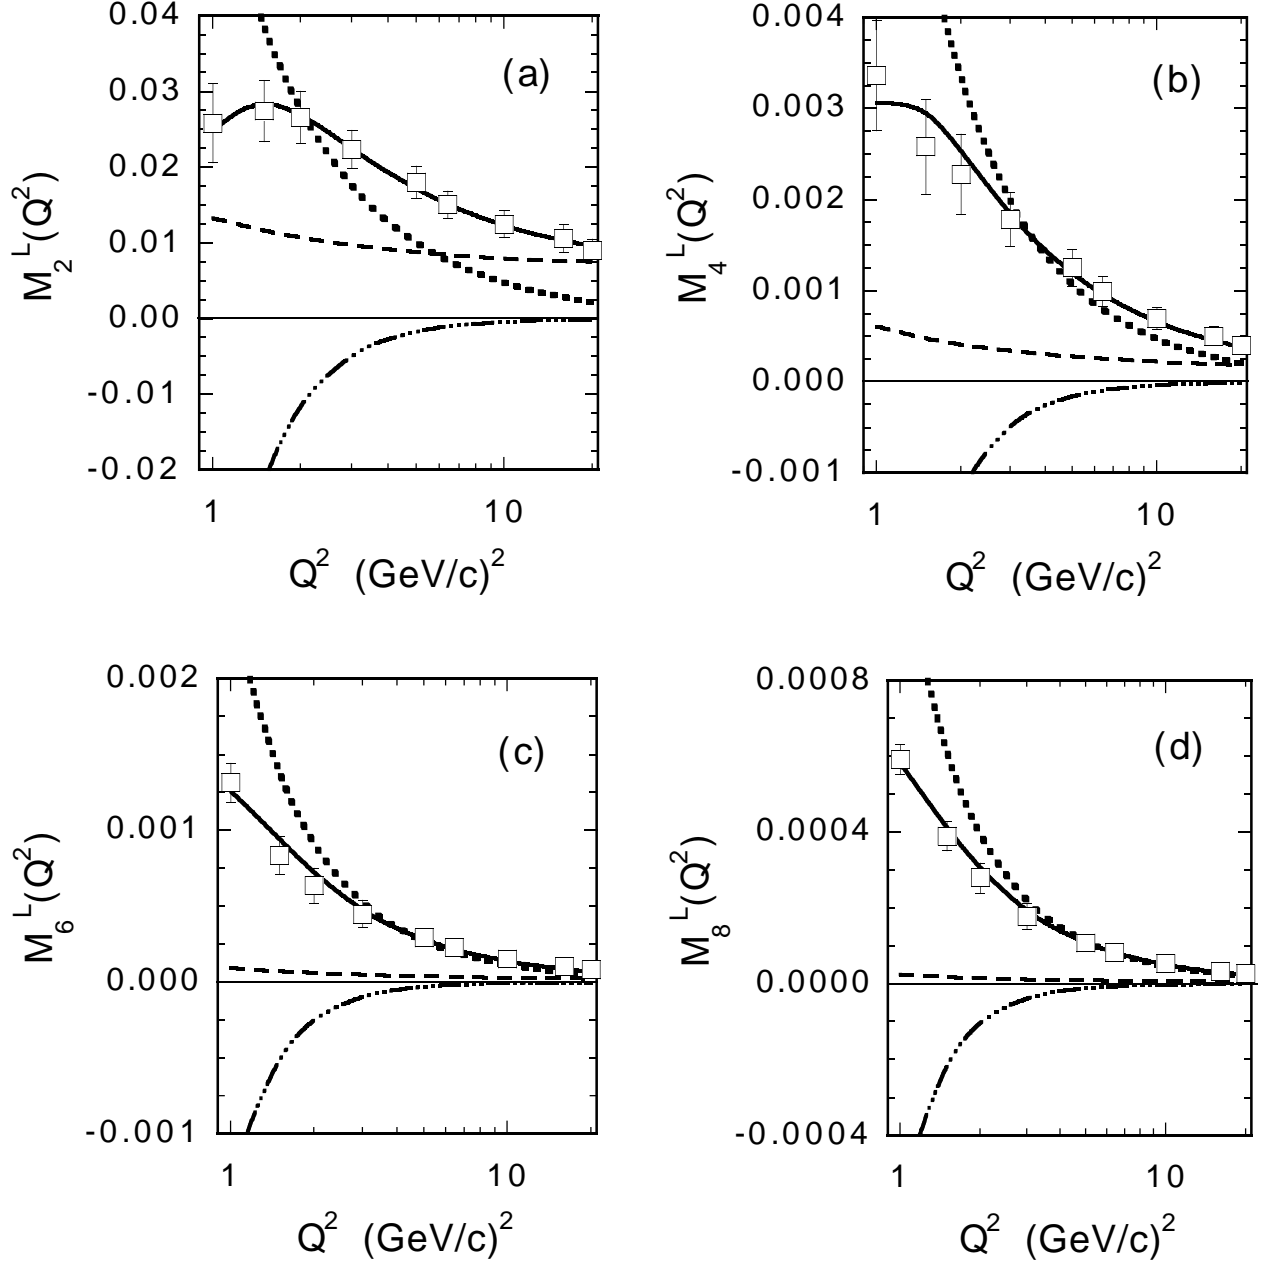 (a)
0.04
0.03
0.02
0.01
0.00
-0.01
-0.02
M₂ᴸ(Q²)
1 10
Q² (GeV/c)²
(b)
0.004
0.003
0.002
0.001
0.000
-0.001
M₄ᴸ(Q²)
1 10
Q² (GeV/c)²
(c)
0.002
0.001
0.000
-0.001
M₆ᴸ(Q²)
1 10
Q² (GeV/c)²
(d)
0.0008
0.0004
0.0000
-0.0004
M₈ᴸ(Q²)
1 10
Q² (GeV/c)²